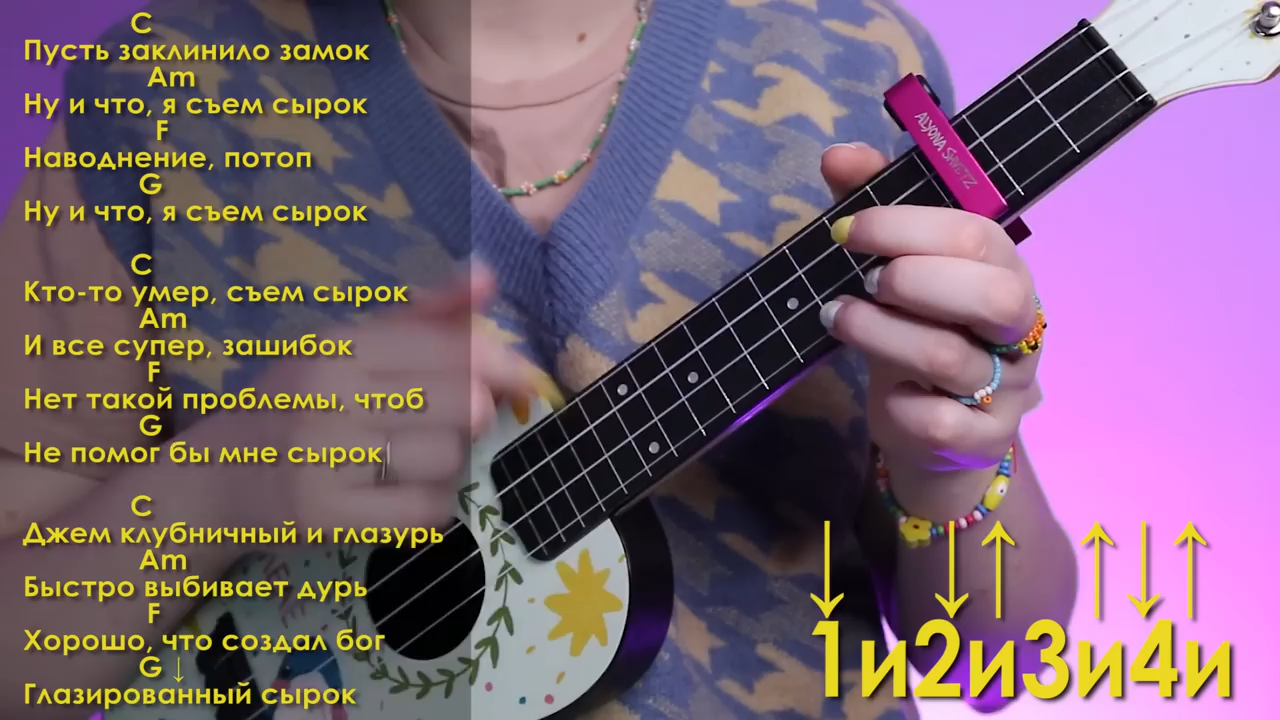 C
Пусть заклинило замок
Am
Ну и что, я съем сырок
F
Наводнение, потоп
G
Ну и что, я съем сырок
C
Кто-то умер, съем сырок
Am
И все супер, зашибок
F
Нет такой проблемы, чтоб
G
Не помог бы мне сырок
C
Джем клубничный и глазурь
Am
Быстро выбивает дурь
F
Хорошо, что создал бог
G ↓
Глазированный сырок
ALYONA SHVETZ
↓ ↓ ↑ ↑ ↓ ↑
1и2и3и4и